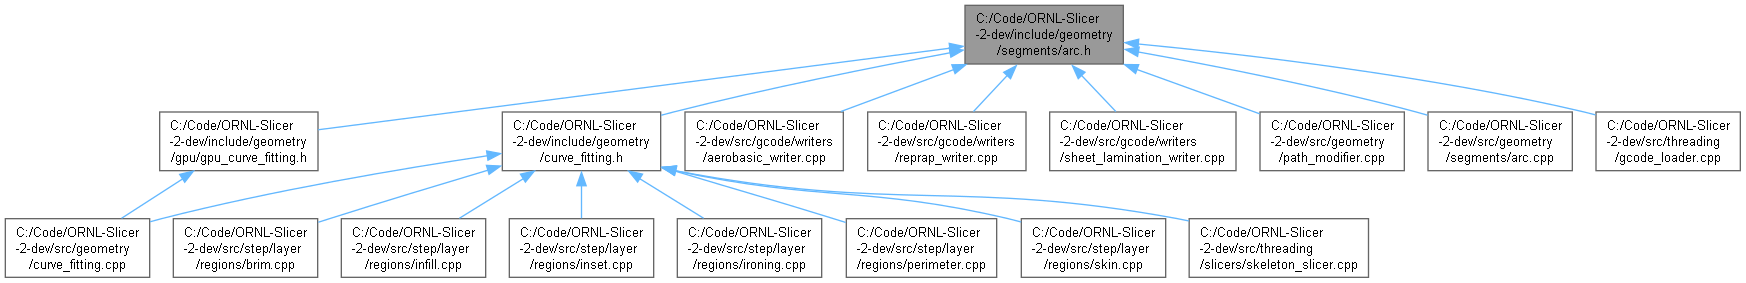 C:/Code/ORNL-Slicer
-2-dev/include/geometry
/segments/arc.h
C:/Code/ORNL-Slicer
-2-dev/include/geometry
/gpu/gpu_curve_fitting.h
C:/Code/ORNL-Slicer
-2-dev/include/geometry
/curve_fitting.h
C:/Code/ORNL-Slicer
-2-dev/src/gcode/writers
/aerobasic_writer.cpp
C:/Code/ORNL-Slicer
-2-dev/src/gcode/writers
/reprap_writer.cpp
C:/Code/ORNL-Slicer
-2-dev/src/gcode/writers
/sheet_lamination_writer.cpp
C:/Code/ORNL-Slicer
-2-dev/src/geometry
/path_modifier.cpp
C:/Code/ORNL-Slicer
-2-dev/src/geometry
/segments/arc.cpp
C:/Code/ORNL-Slicer
-2-dev/src/threading
/gcode_loader.cpp
C:/Code/ORNL-Slicer
-2-dev/src/geometry
/curve_fitting.cpp
C:/Code/ORNL-Slicer
-2-dev/src/step/layer
/regions/brim.cpp
C:/Code/ORNL-Slicer
-2-dev/src/step/layer
/regions/infill.cpp
C:/Code/ORNL-Slicer
-2-dev/src/step/layer
/regions/inset.cpp
C:/Code/ORNL-Slicer
-2-dev/src/step/layer
/regions/ironing.cpp
C:/Code/ORNL-Slicer
-2-dev/src/step/layer
/regions/perimeter.cpp
C:/Code/ORNL-Slicer
-2-dev/src/step/layer
/regions/skin.cpp
C:/Code/ORNL-Slicer
-2-dev/src/threading
/slicers/skeleton_slicer.cpp